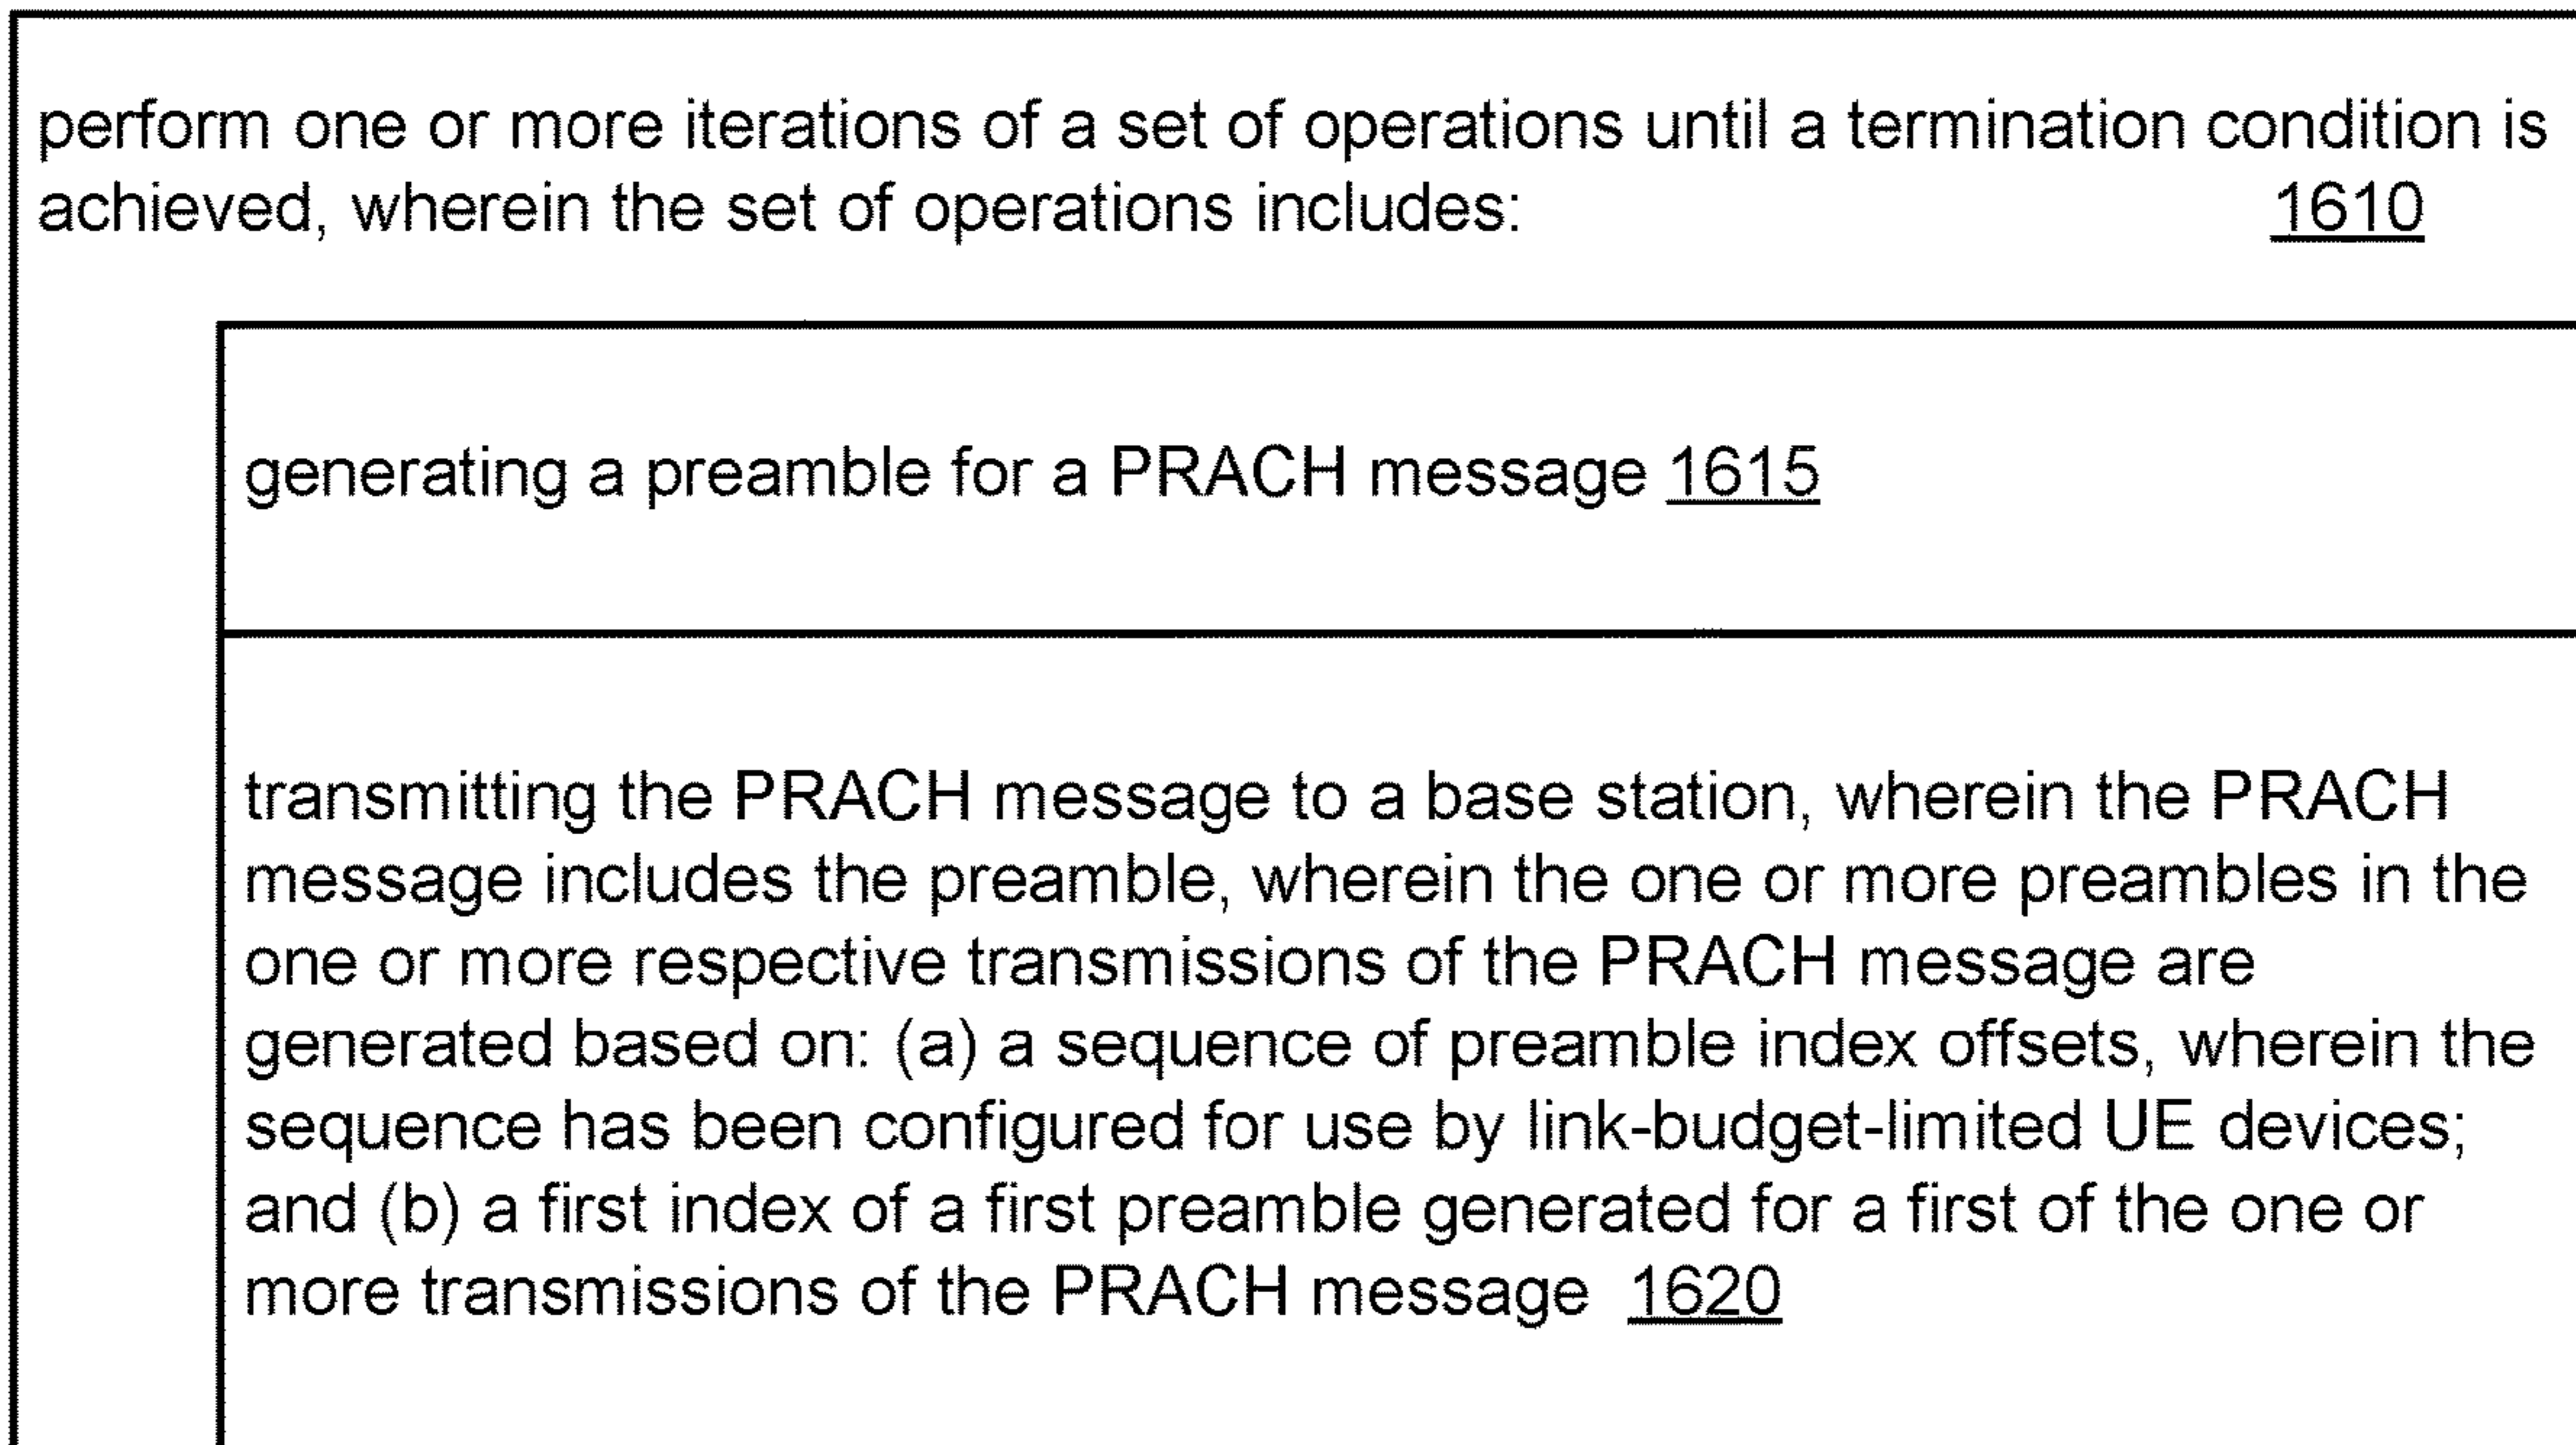 perform one or more iterations of a set of operations until a termination condition is
achieved, wherein the set of operations includes: 1610
generating a preamble for a PRACH message 1615
transmitting the PRACH message to a base station, wherein the PRACH
message includes the preamble, wherein the one or more preambles in the
one or more respective transmissions of the PRACH message are
generated based on: (a) a sequence of preamble index offsets, wherein the
sequence has been configured for use by link-budget-limited UE devices;
and (b) a first index of a first preamble generated for a first of the one or
more transmissions of the PRACH message 1620